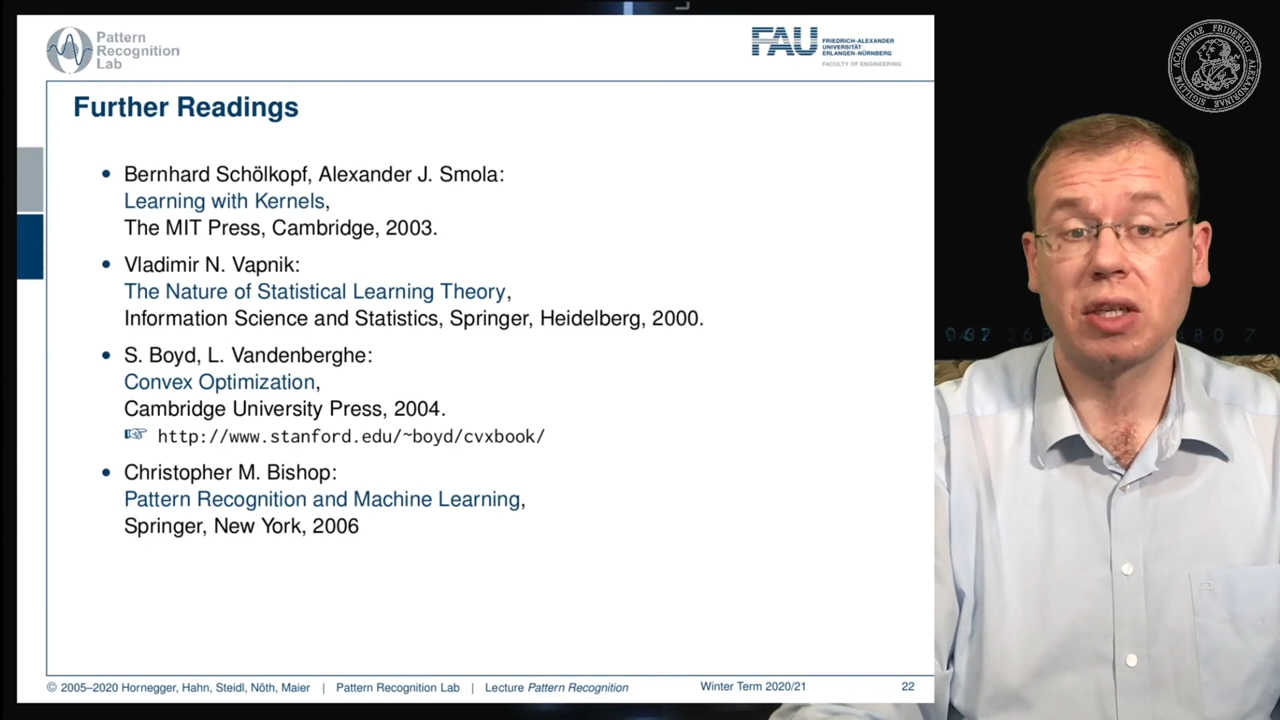 Pattern
Recognition
Lab
FAU
FRIEDRICH-ALEXANDER
UNIVERSITÄT
ERLANGEN-NÜRNBERG
FACULTY OF ENGINEERING
Further Readings
• Bernhard Schölkopf, Alexander J. Smola:
Learning with Kernels,
The MIT Press, Cambridge, 2003.
• Vladimir N. Vapnik:
The Nature of Statistical Learning Theory,
Information Science and Statistics, Springer, Heidelberg, 2000.
• S. Boyd, L. Vandenberghe:
Convex Optimization,
Cambridge University Press, 2004.
☞ http://www.stanford.edu/~boyd/cvxbook/
• Christopher M. Bishop:
Pattern Recognition and Machine Learning,
Springer, New York, 2006
© 2005–2020 Hornegger, Hahn, Steidl, Nöth, Maier | Pattern Recognition Lab | Lecture Pattern Recognition Winter Term 2020/21 22
ACADEMIAE FRIDERICO ALEXANDRINAE SIGILLVM